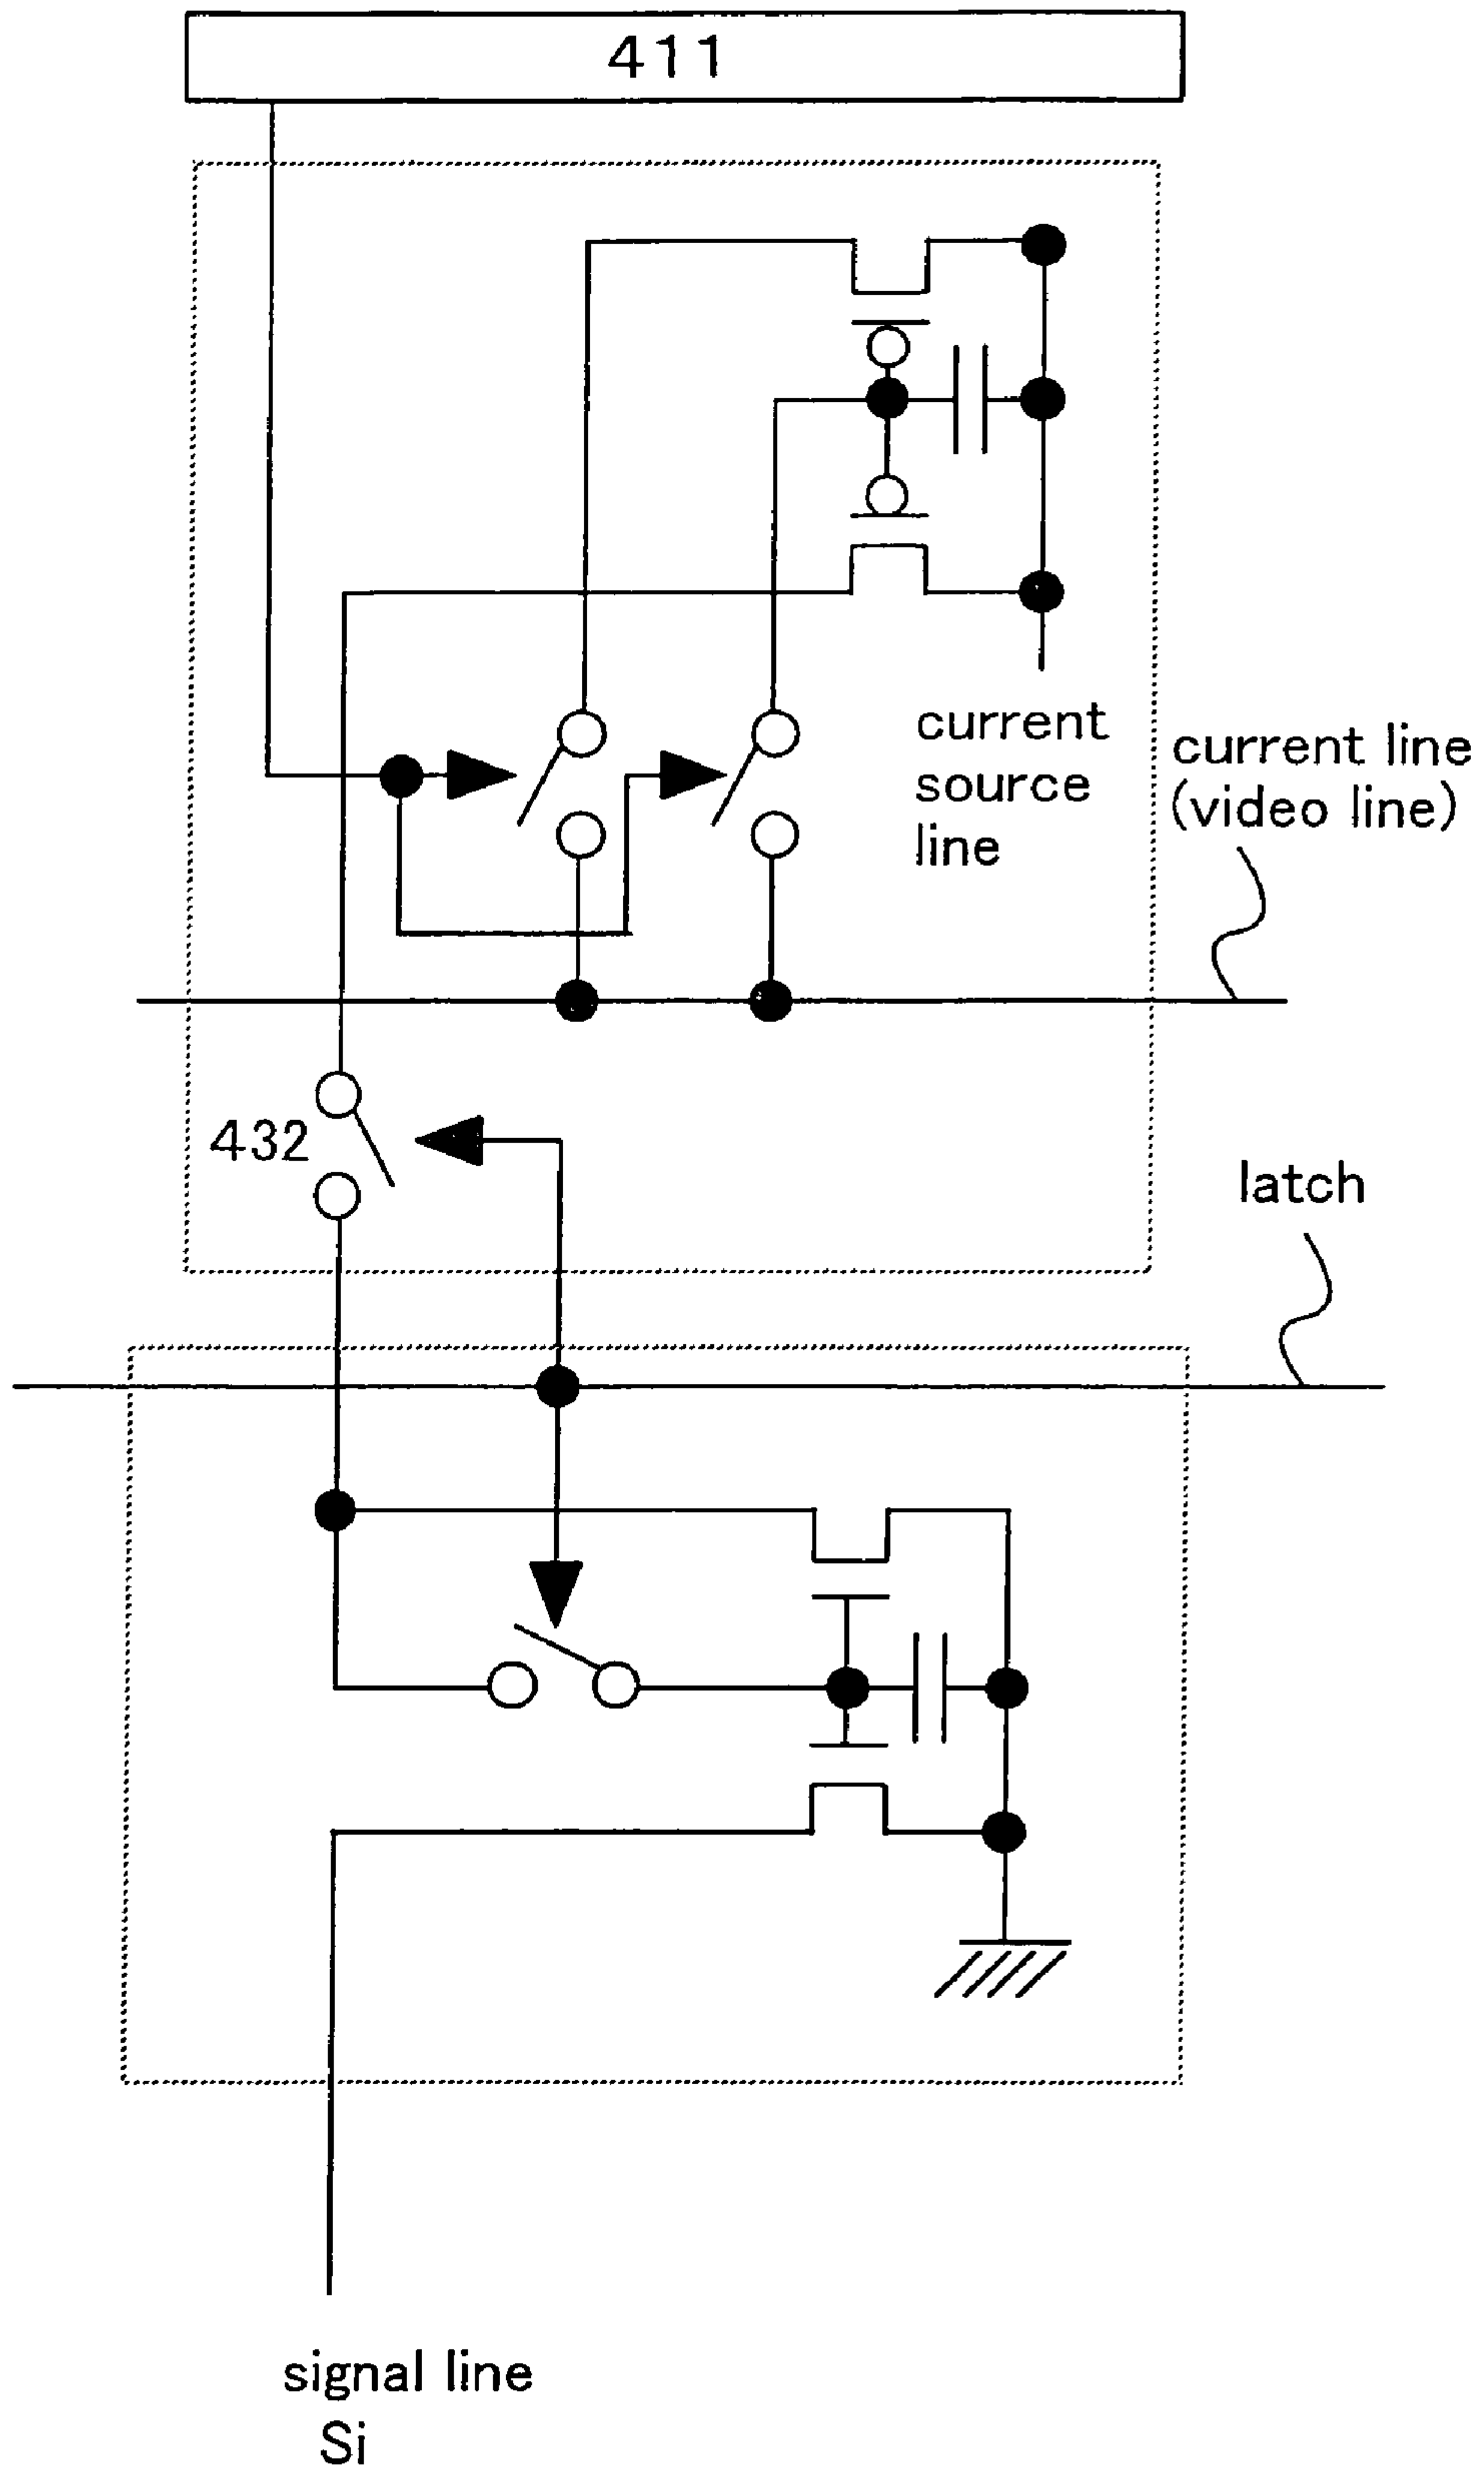 411
current
source
line
current line
(video line)
432
latch
signal line
Si